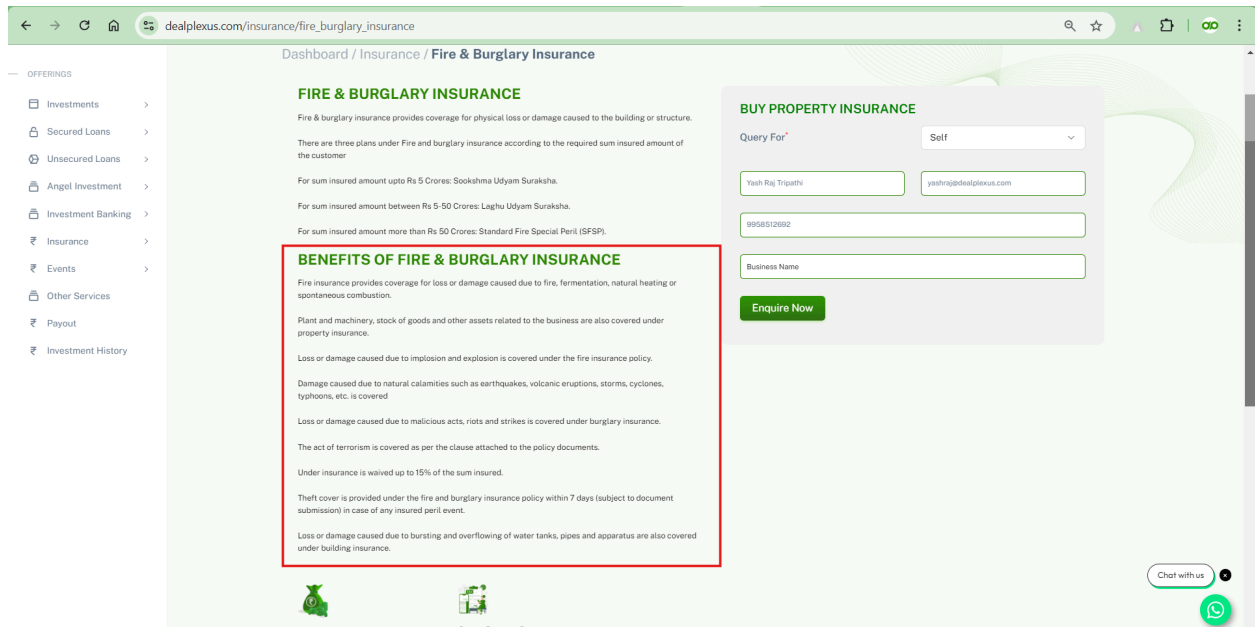 dealplexus.com/insurance/fire_burglary_insurance
Dashboard / Insurance / Fire & Burglary Insurance
OFFERINGS
Investments
Secured Loans
Unsecured Loans
Angel Investment
Investment Banking
Insurance
Events
Other Services
Payout
Investment History
FIRE & BURGLARY INSURANCE
Fire & burglary insurance provides coverage for physical loss or damage caused to the building or structure.
There are three plans under Fire and burglary insurance according to the required sum insured amount of
the customer
For sum insured amount upto Rs 5 Crores: Sookshma Udyam Suraksha.
For sum insured amount between Rs 5-50 Crores: Laghu Udyam Suraksha.
For sum insured amount more than Rs 50 Crores: Standard Fire Special Peril (SFSP).
BENEFITS OF FIRE & BURGLARY INSURANCE
Fire insurance provides coverage for loss or damage caused due to fire, fermentation, natural heating or
spontaneous combustion.
Plant and machinery, stock of goods and other assets related to the business are also covered under
property insurance.
Loss or damage caused due to implosion and explosion is covered under the fire insurance policy.
Damage caused due to natural calamities such as earthquakes, volcanic eruptions, storms, cyclones,
typhoons, etc. is covered
Loss or damage caused due to malicious acts, riots and strikes is covered under burglary insurance.
The act of terrorism is covered as per the clause attached to the policy documents.
Under insurance is waived up to 15% of the sum insured.
Theft cover is provided under the fire and burglary insurance policy within 7 days (subject to document
submission) in case of any insured peril event.
Loss or damage caused due to bursting and overflowing of water tanks, pipes and apparatus are also covered
under building insurance.
BUY PROPERTY INSURANCE
Query For* Self
Yash Raj Tripathi yashraj@dealplexus.com
9958512692
Business Name
Enquire Now
Chat with us